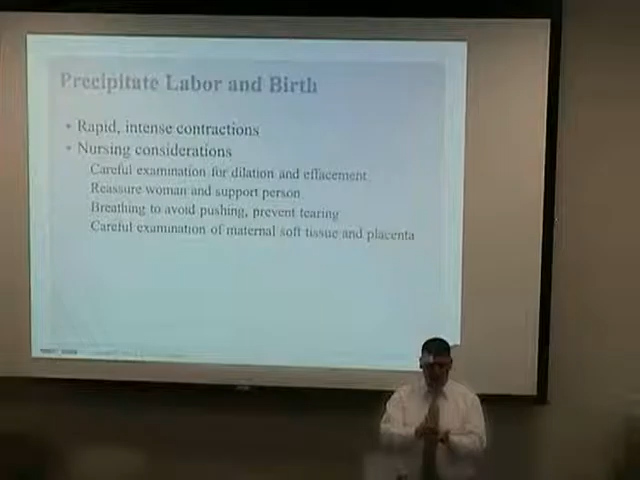 Precipitate Labor and Birth
• Rapid, intense contractions
• Nursing considerations
Careful examination for dilation and effacement
Reassure woman and support person
Breathing to avoid pushing, prevent tearing
Careful examination of maternal soft tissue and placenta